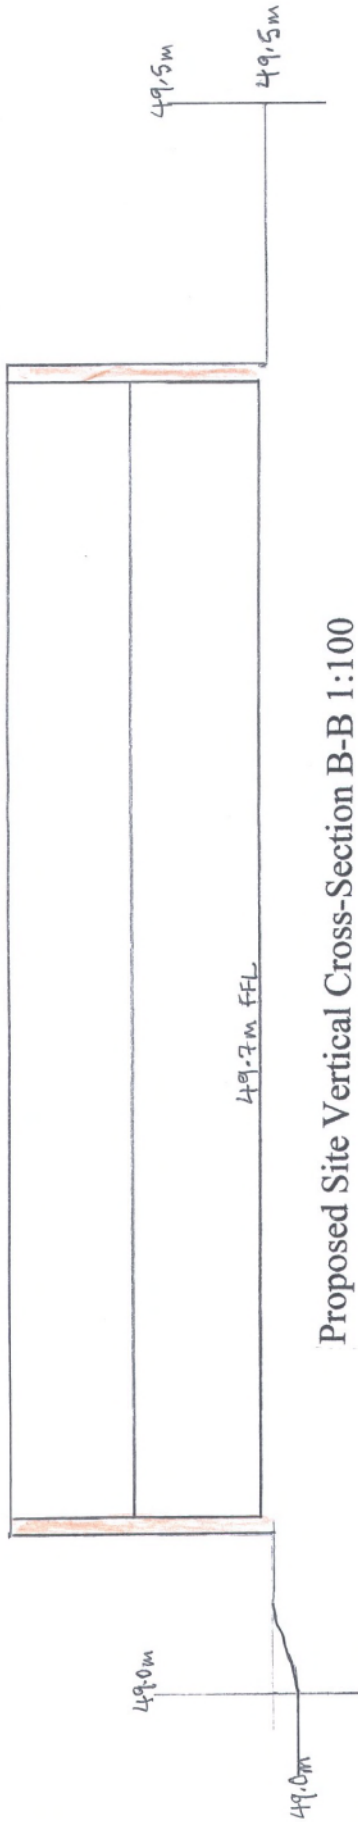 49.0m
49.0m
49.7m FFL
49.5m
49.5m
Proposed Site Vertical Cross-Section B-B 1:100